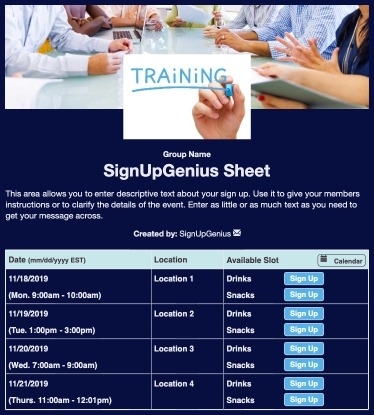 TRAiNiNG
Group Name
SignUpGenius Sheet
This area allows you to enter descriptive text about your sign up. Use it to give your members
instructions or to clarify the details of the event. Enter as little or as much text as you need to
get your message across.
Created by: SignUpGenius
Date (mm/dd/yyyy EST) Location Available Slot Calendar
11/18/2019 Location 1 Drinks Sign Up
(Mon. 9:00am - 10:00am) Snacks Sign Up
11/19/2019 Location 2 Drinks Sign Up
(Tue. 1:00pm - 3:00pm) Snacks Sign Up
11/20/2019 Location 3 Drinks Sign Up
(Wed. 7:00am - 9:00am) Snacks Sign Up
11/21/2019 Location 4 Drinks Sign Up
(Thurs. 11:00am - 12:01pm) Snacks Sign Up